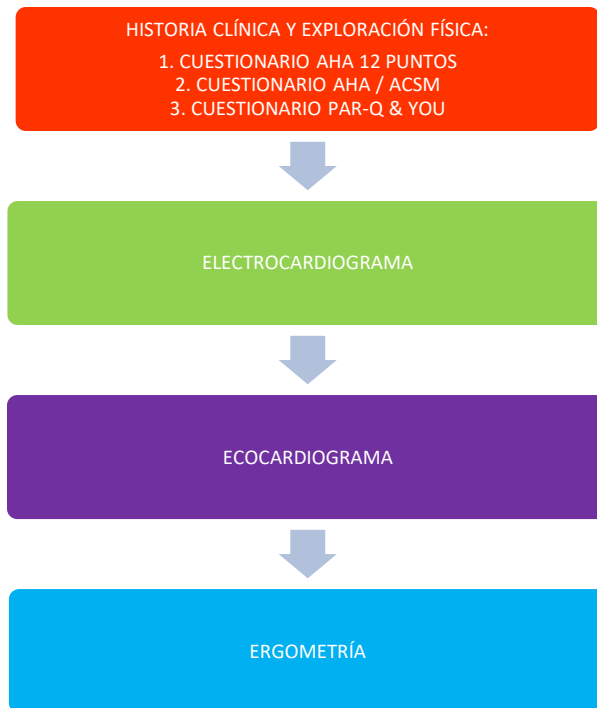 HISTORIA CLÍNICA Y EXPLORACIÓN FÍSICA:
1. CUESTIONARIO AHA 12 PUNTOS
2. CUESTIONARIO AHA / ACSM
3. CUESTIONARIO PAR-Q & YOU
ELECTROCARDIOGRAMA
ECOCARDIOGRAMA
ERGOMETRÍA